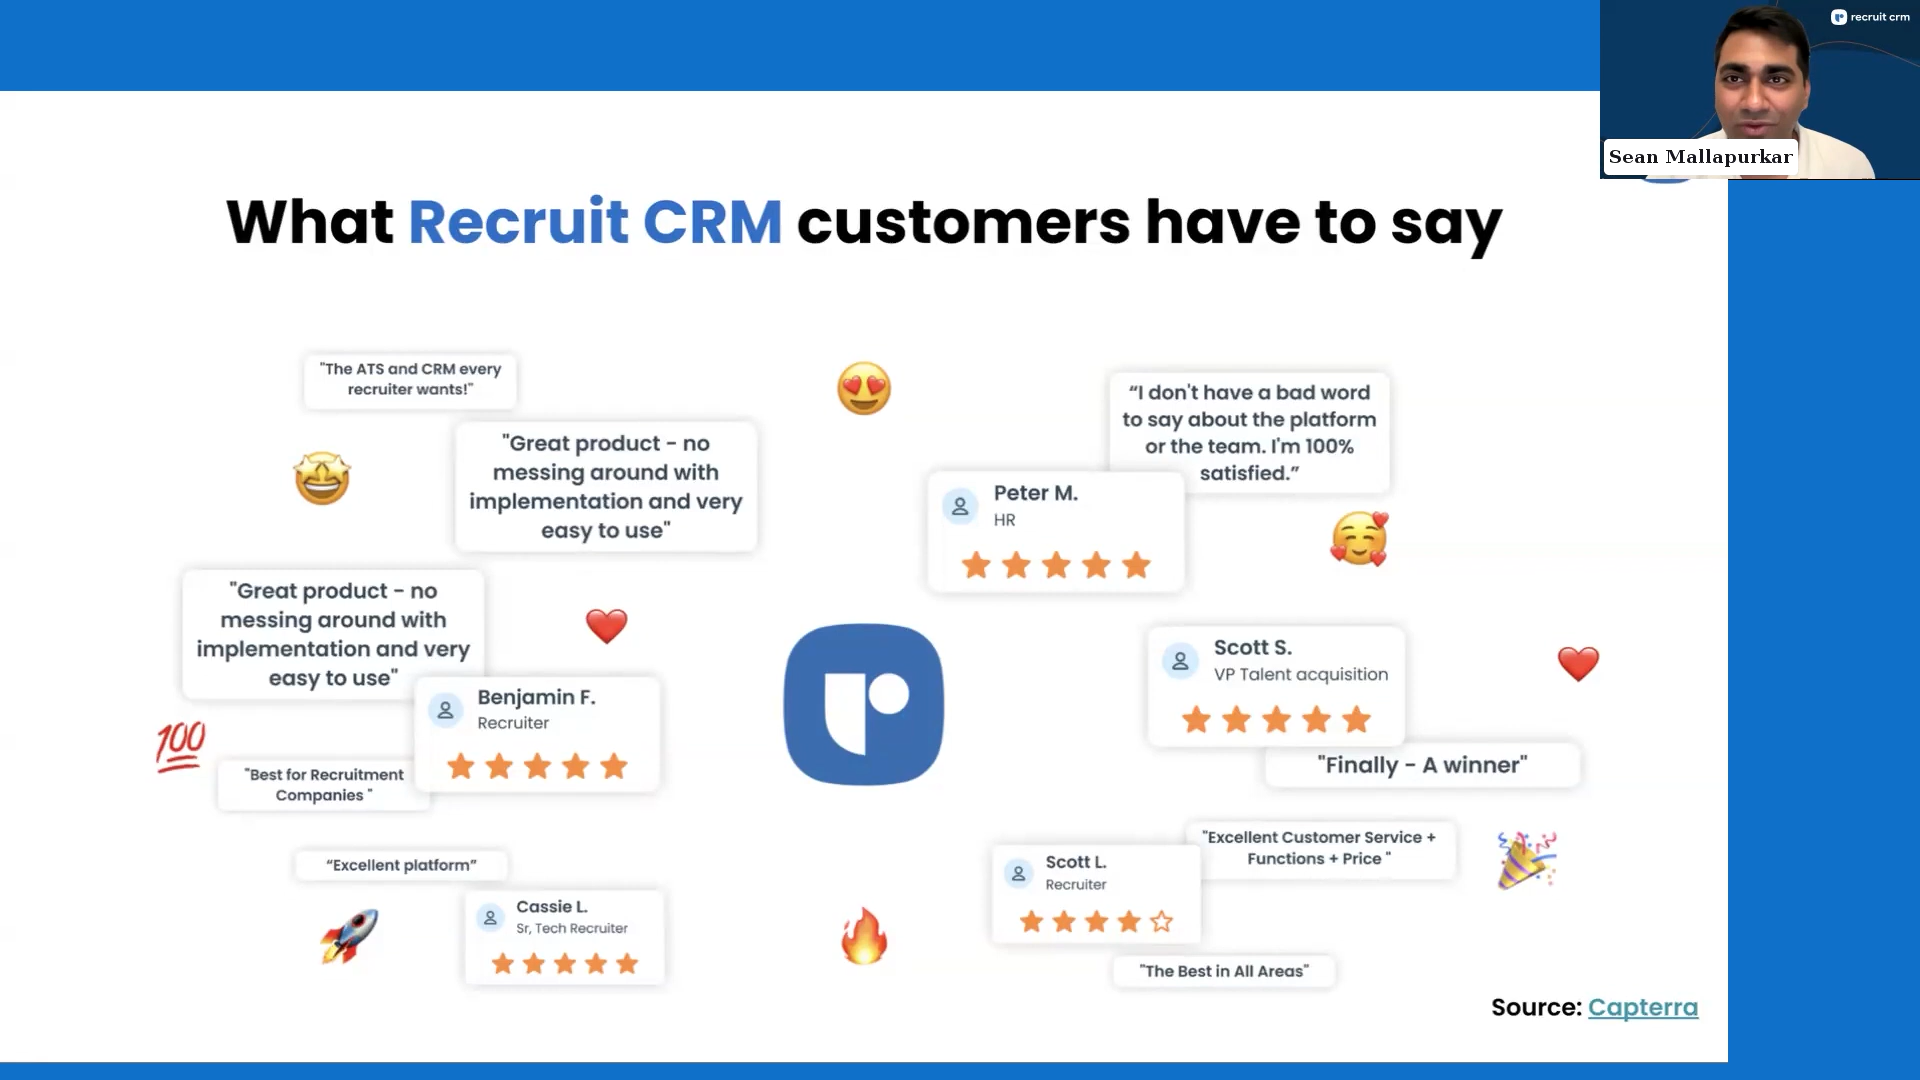 recruit crm
Sean Mallapurkar
What Recruit CRM customers have to say
"The ATS and CRM every
recruiter wants!"
"Great product - no
messing around with
implementation and very
easy to use"
"Great product - no
messing around with
implementation and very
easy to use"
Benjamin F.
Recruiter
100
"Best for Recruitment
Companies "
“Excellent platform”
Cassie L.
Sr, Tech Recruiter
“I don't have a bad word
to say about the platform
or the team. I'm 100%
satisfied.”
Peter M.
HR
Scott S.
VP Talent acquisition
"Finally - A winner"
"Excellent Customer Service +
Functions + Price "
Scott L.
Recruiter
"The Best in All Areas"
Source: Capterra